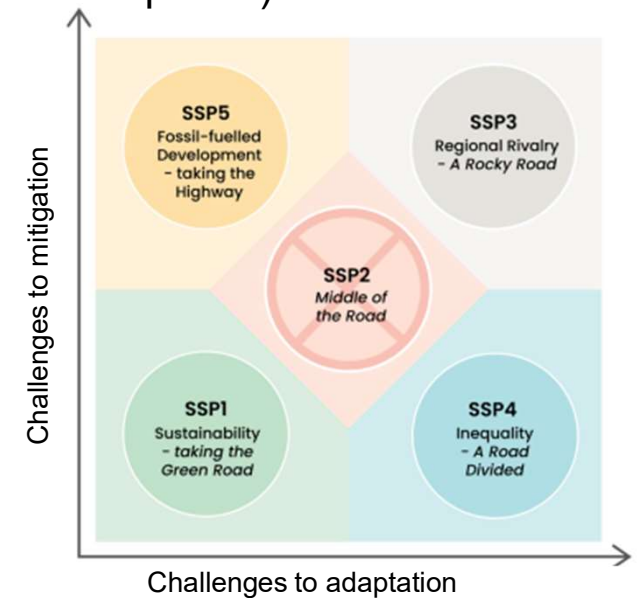 Challenges to mitigation
SSP5
Fossil-fuelled
Development
- taking the
Highway
SSP3
Regional Rivalry
- A Rocky Road
SSP2
Middle of
the Road
SSP1
Sustainability
- taking the
Green Road
SSP4
Inequality
- A Road
Divided
Challenges to adaptation